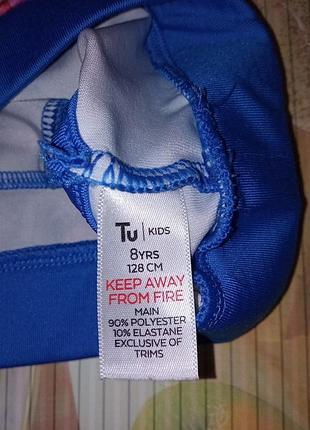 Tu | KIDS
8YRS
128 CM
KEEP AWAY
FROM FIRE
MAIN
90% POLYESTER
10% ELASTANE
EXCLUSIVE OF
TRIMS